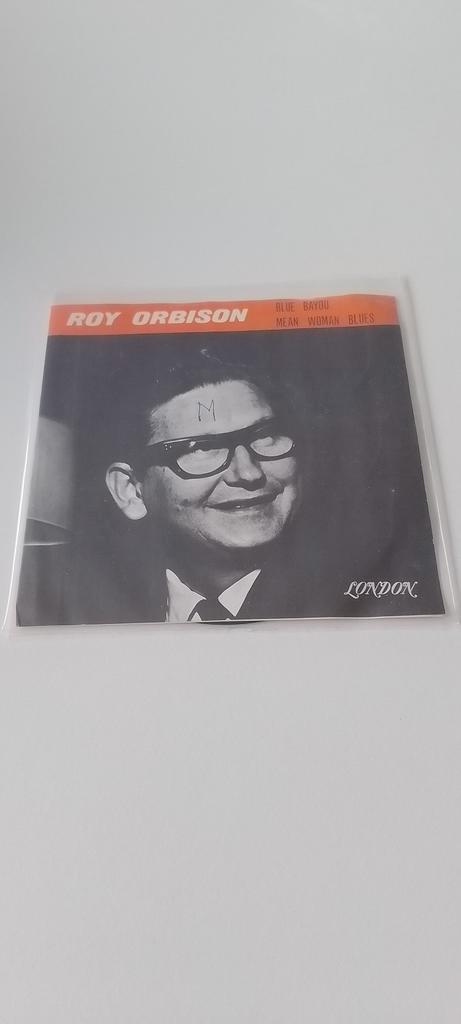 ROY ORBISON
BLUE BAYOU
MEAN WOMAN BLUES
M
LONDON